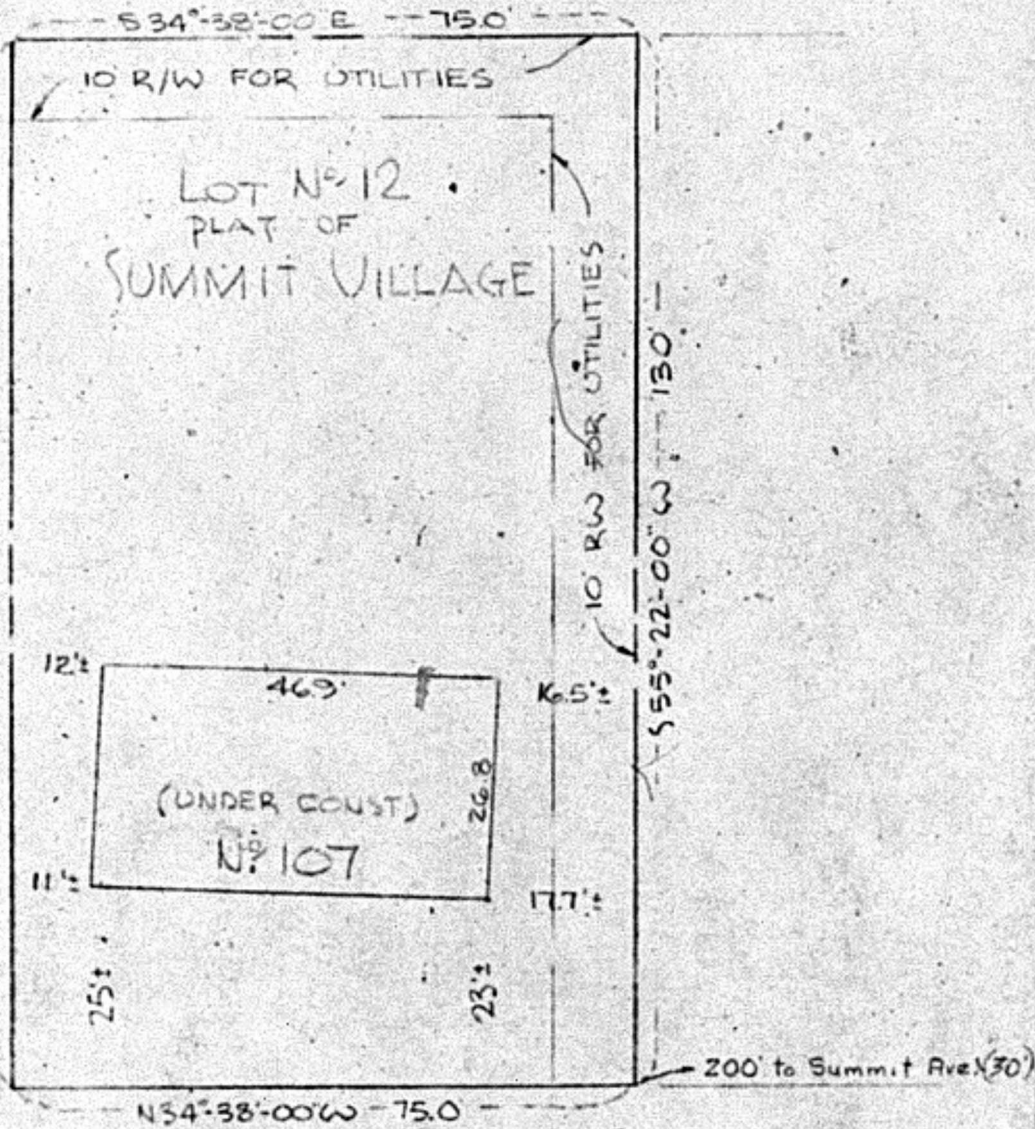 S34°-38'-00"E 75.0'
10' R/W FOR UTILITIES
LOT Nº 12
PLAT OF
SUMMIT VILLAGE
10' RW FOR UTILITIES
S55°-22'-00" W 130'
12'±
46.9'
16.5'±
26.8
(UNDER CONST)
Nº 107
11'±
17.7'±
25'±
23'±
200' to Summit Ave. (30')
N34°-38'-00"W 75.0